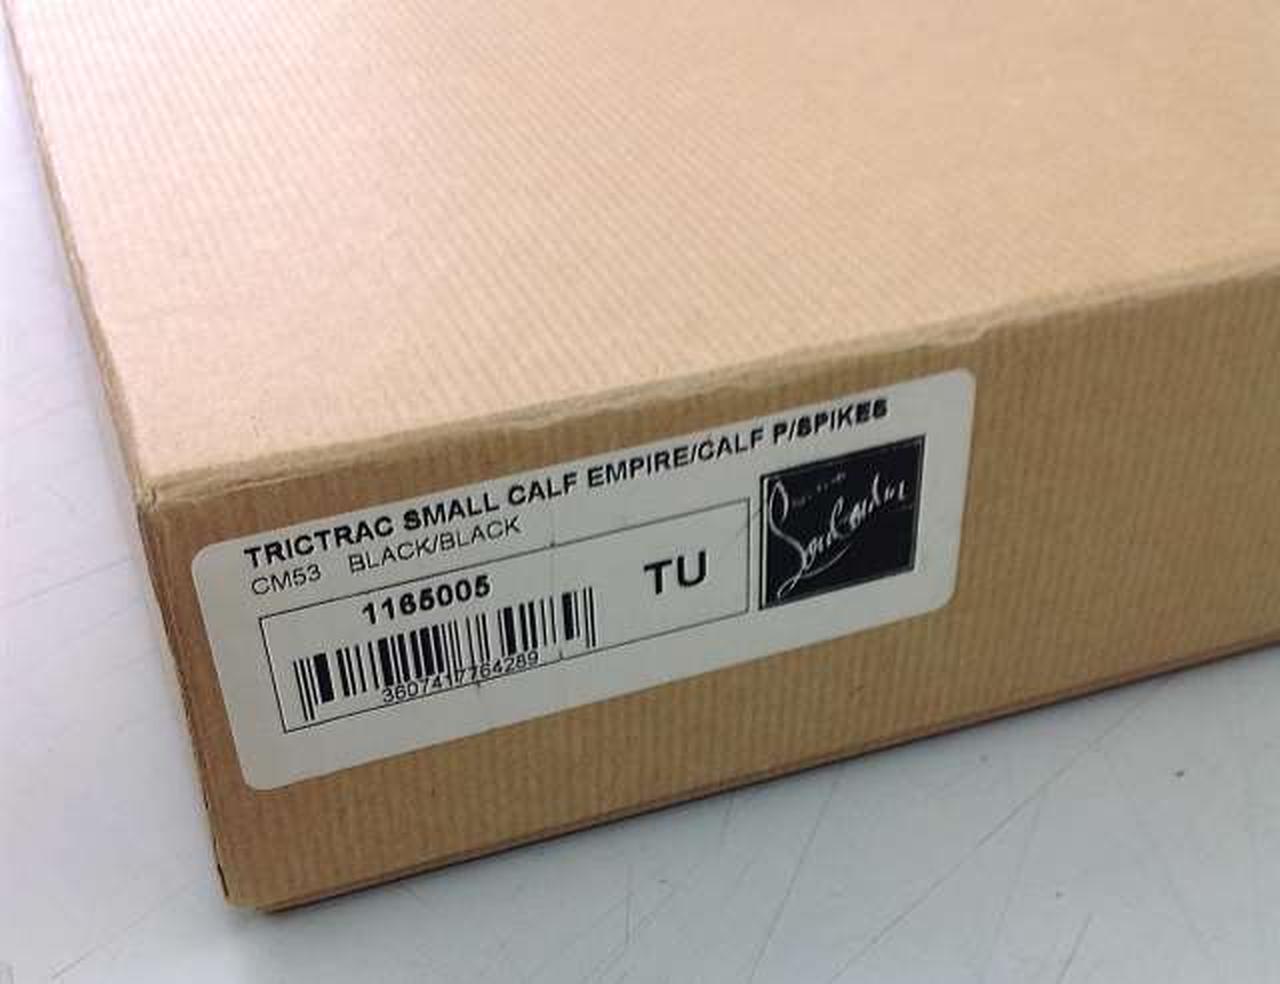 TRICTRAC SMALL CALF EMPIRE/CALF P/SPIKES
CM53 BLACK/BLACK
1165005
TU
3607417764289